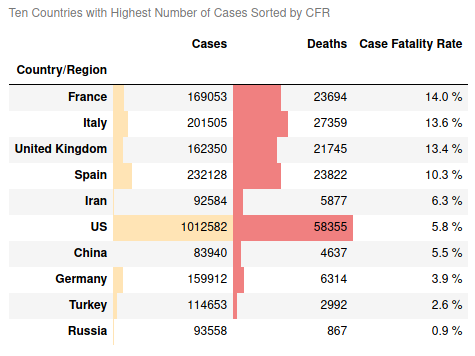 Ten Countries with Highest Number of Cases Sorted by CFR
Cases Deaths Case Fatality Rate
Country/Region
France 169053 23694 14.0 %
Italy 201505 27359 13.6 %
United Kingdom 162350 21745 13.4 %
Spain 232128 23822 10.3 %
Iran 92584 5877 6.3 %
US 1012582 58355 5.8 %
China 83940 4637 5.5 %
Germany 159912 6314 3.9 %
Turkey 114653 2992 2.6 %
Russia 93558 867 0.9 %